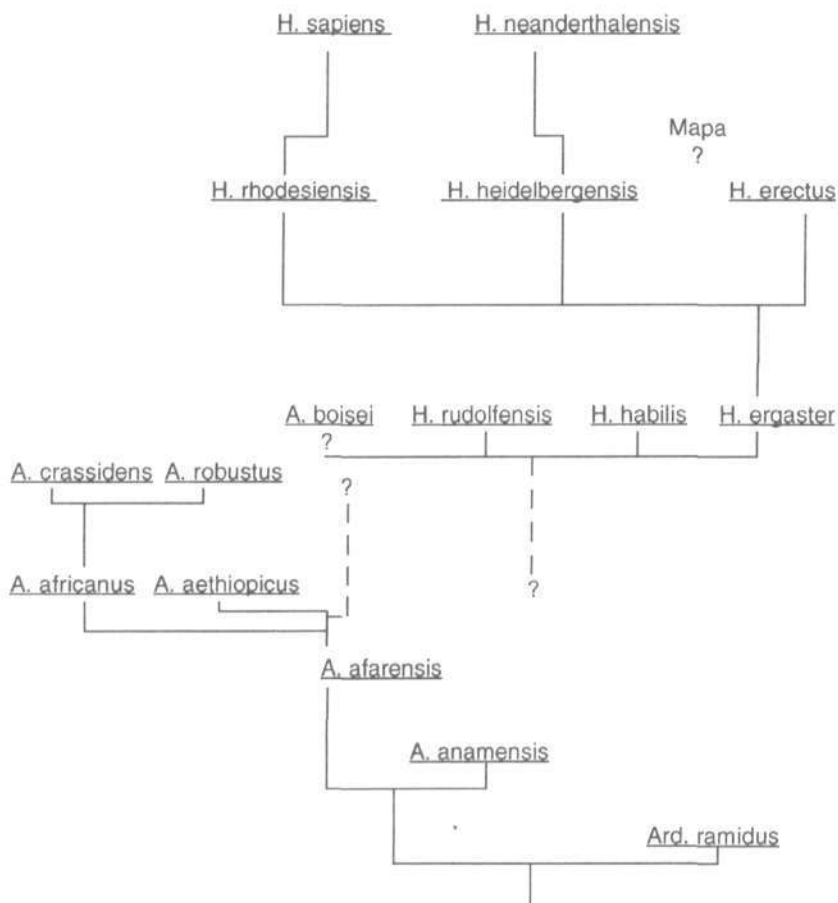 H. sapiens H. neanderthalensis
Mapa
?
H. rhodesiensis H. heidelbergensis H. erectus
A. boisei H. rudolfensis H. habilis H. ergaster
?
A. crassidens A. robustus ?
A. africanus A. aethiopicus ?
A. afarensis
A. anamensis
Ard. ramidus